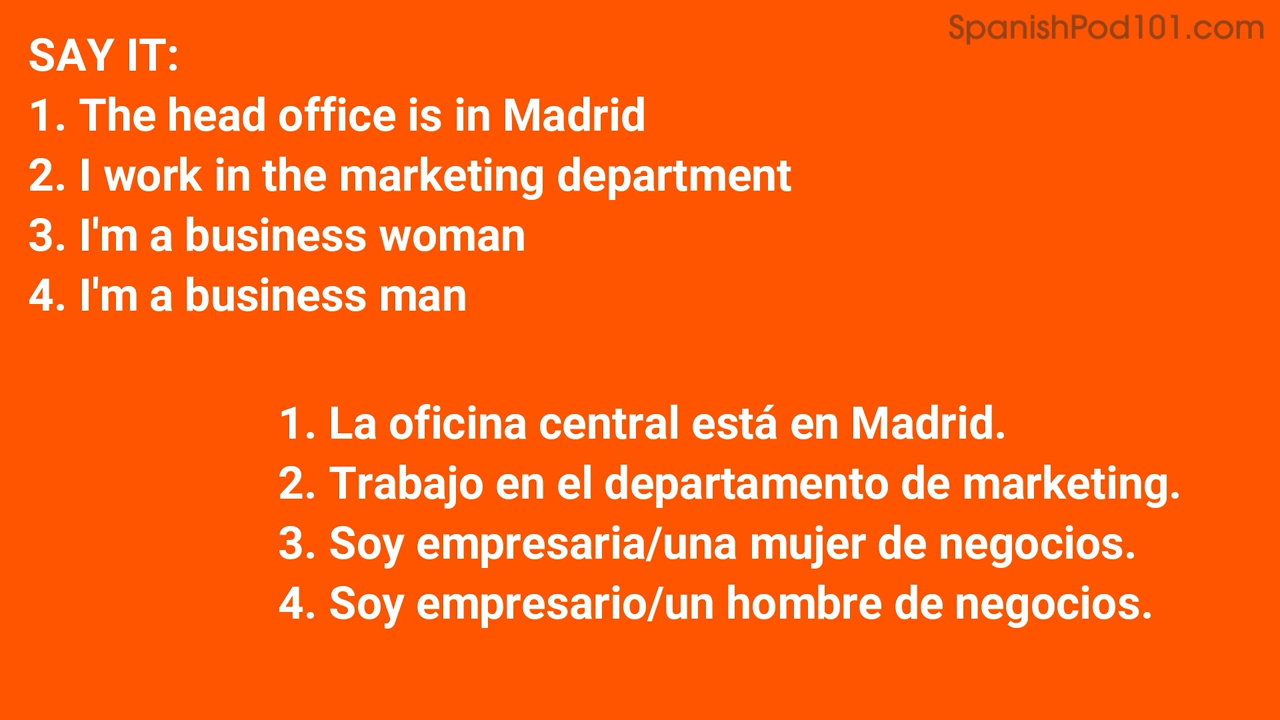 SpanishPod101.com
SAY IT:
1. The head office is in Madrid
2. I work in the marketing department
3. I'm a business woman
4. I'm a business man
1. La oficina central está en Madrid.
2. Trabajo en el departamento de marketing.
3. Soy empresaria/una mujer de negocios.
4. Soy empresario/un hombre de negocios.